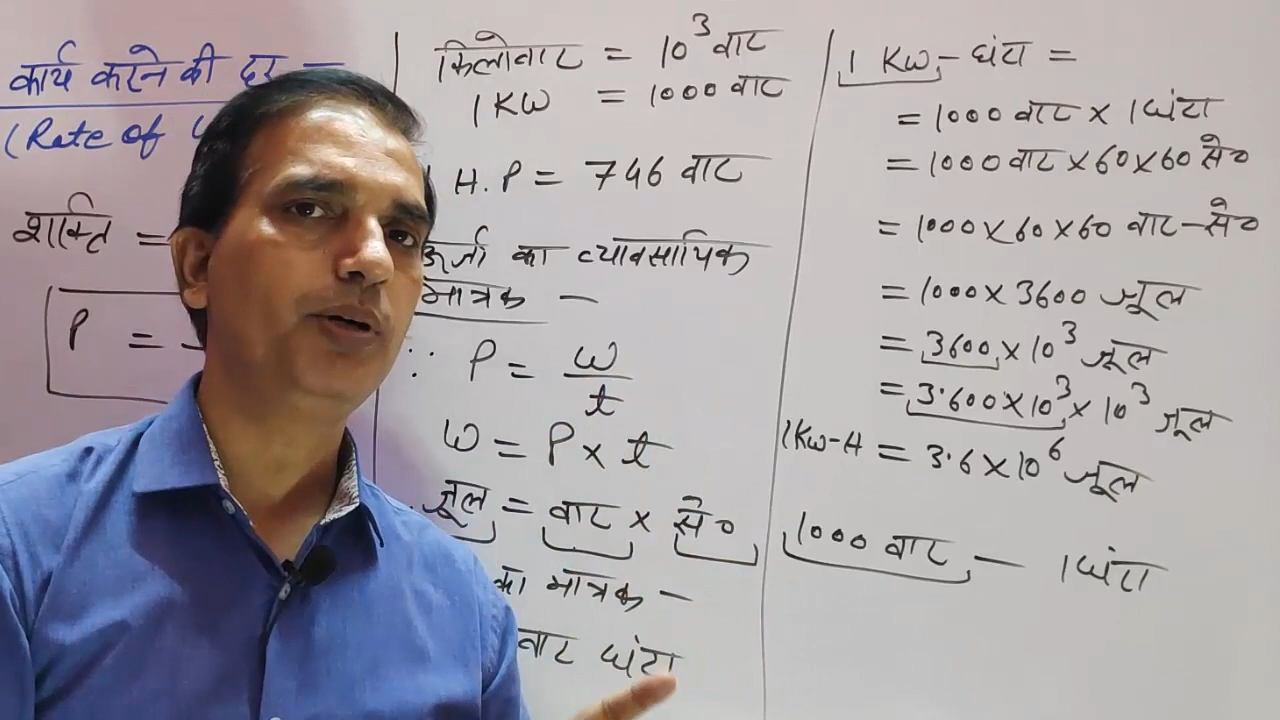 कार्य करने की दर —
(Rate of
शक्ति =
P = -
किलोवाट = 10³ वाट
1 KW = 1000 वाट
H.P = 746 वाट
ऊर्जा का व्यावसायिक
मात्रक —
∵ P = W/t
W = P × t
जूल = वाट × से०
का मात्रक —
वाट घंटा
1 KW - घंटा =
= 1000 वाट × 1घंटा
= 1000 वाट × 60 × 60 से०
= 1000 × 60 × 60 वाट-से०
= 1000 × 3600 जूल
= 3600 × 10³ जूल
= 3.600 × 10³ × 10³ जूल
1KW-H = 3.6 × 10⁶ जूल
1000 वाट — 1घंटा